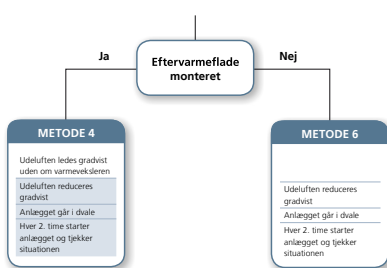 Ja
Eftervarmeflade
monteret
Nej
METODE 4
Udeluften ledes gradvist
uden om varmeveksleren
Udeluften reduceres
gradvist
Anlægget går i dvale
Hver 2. time starter
anlægget og tjekker
situationen
METODE 6
Udeluften reduceres
gradvist
Anlægget går i dvale
Hver 2. time starter
anlægget og tjekker
situationen